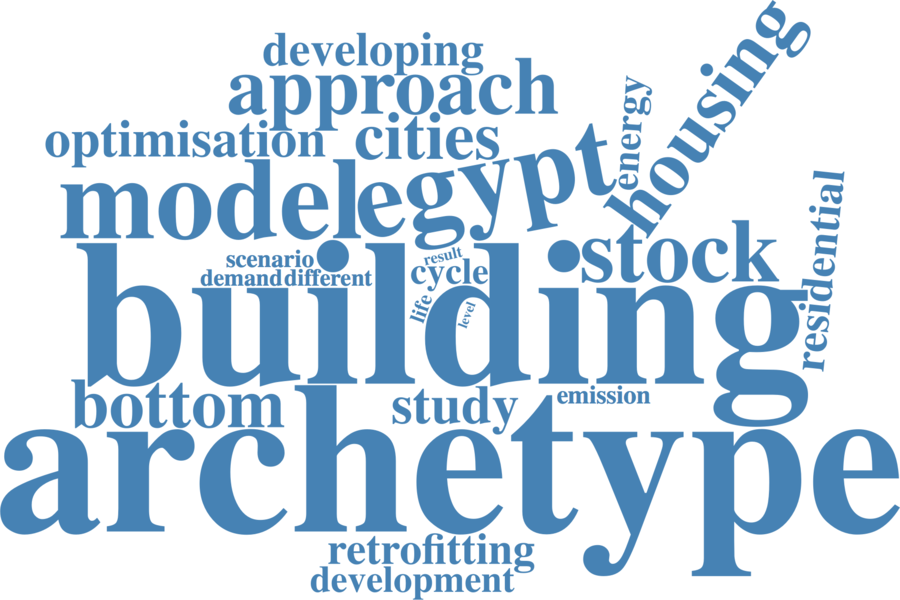 developing
approach
housing
energy
optimisation
cities
model
egypt
residential
stock
scenario
result
demand
different
cycle
life
level
building
bottom
study
emission
archetype
retrofitting
development